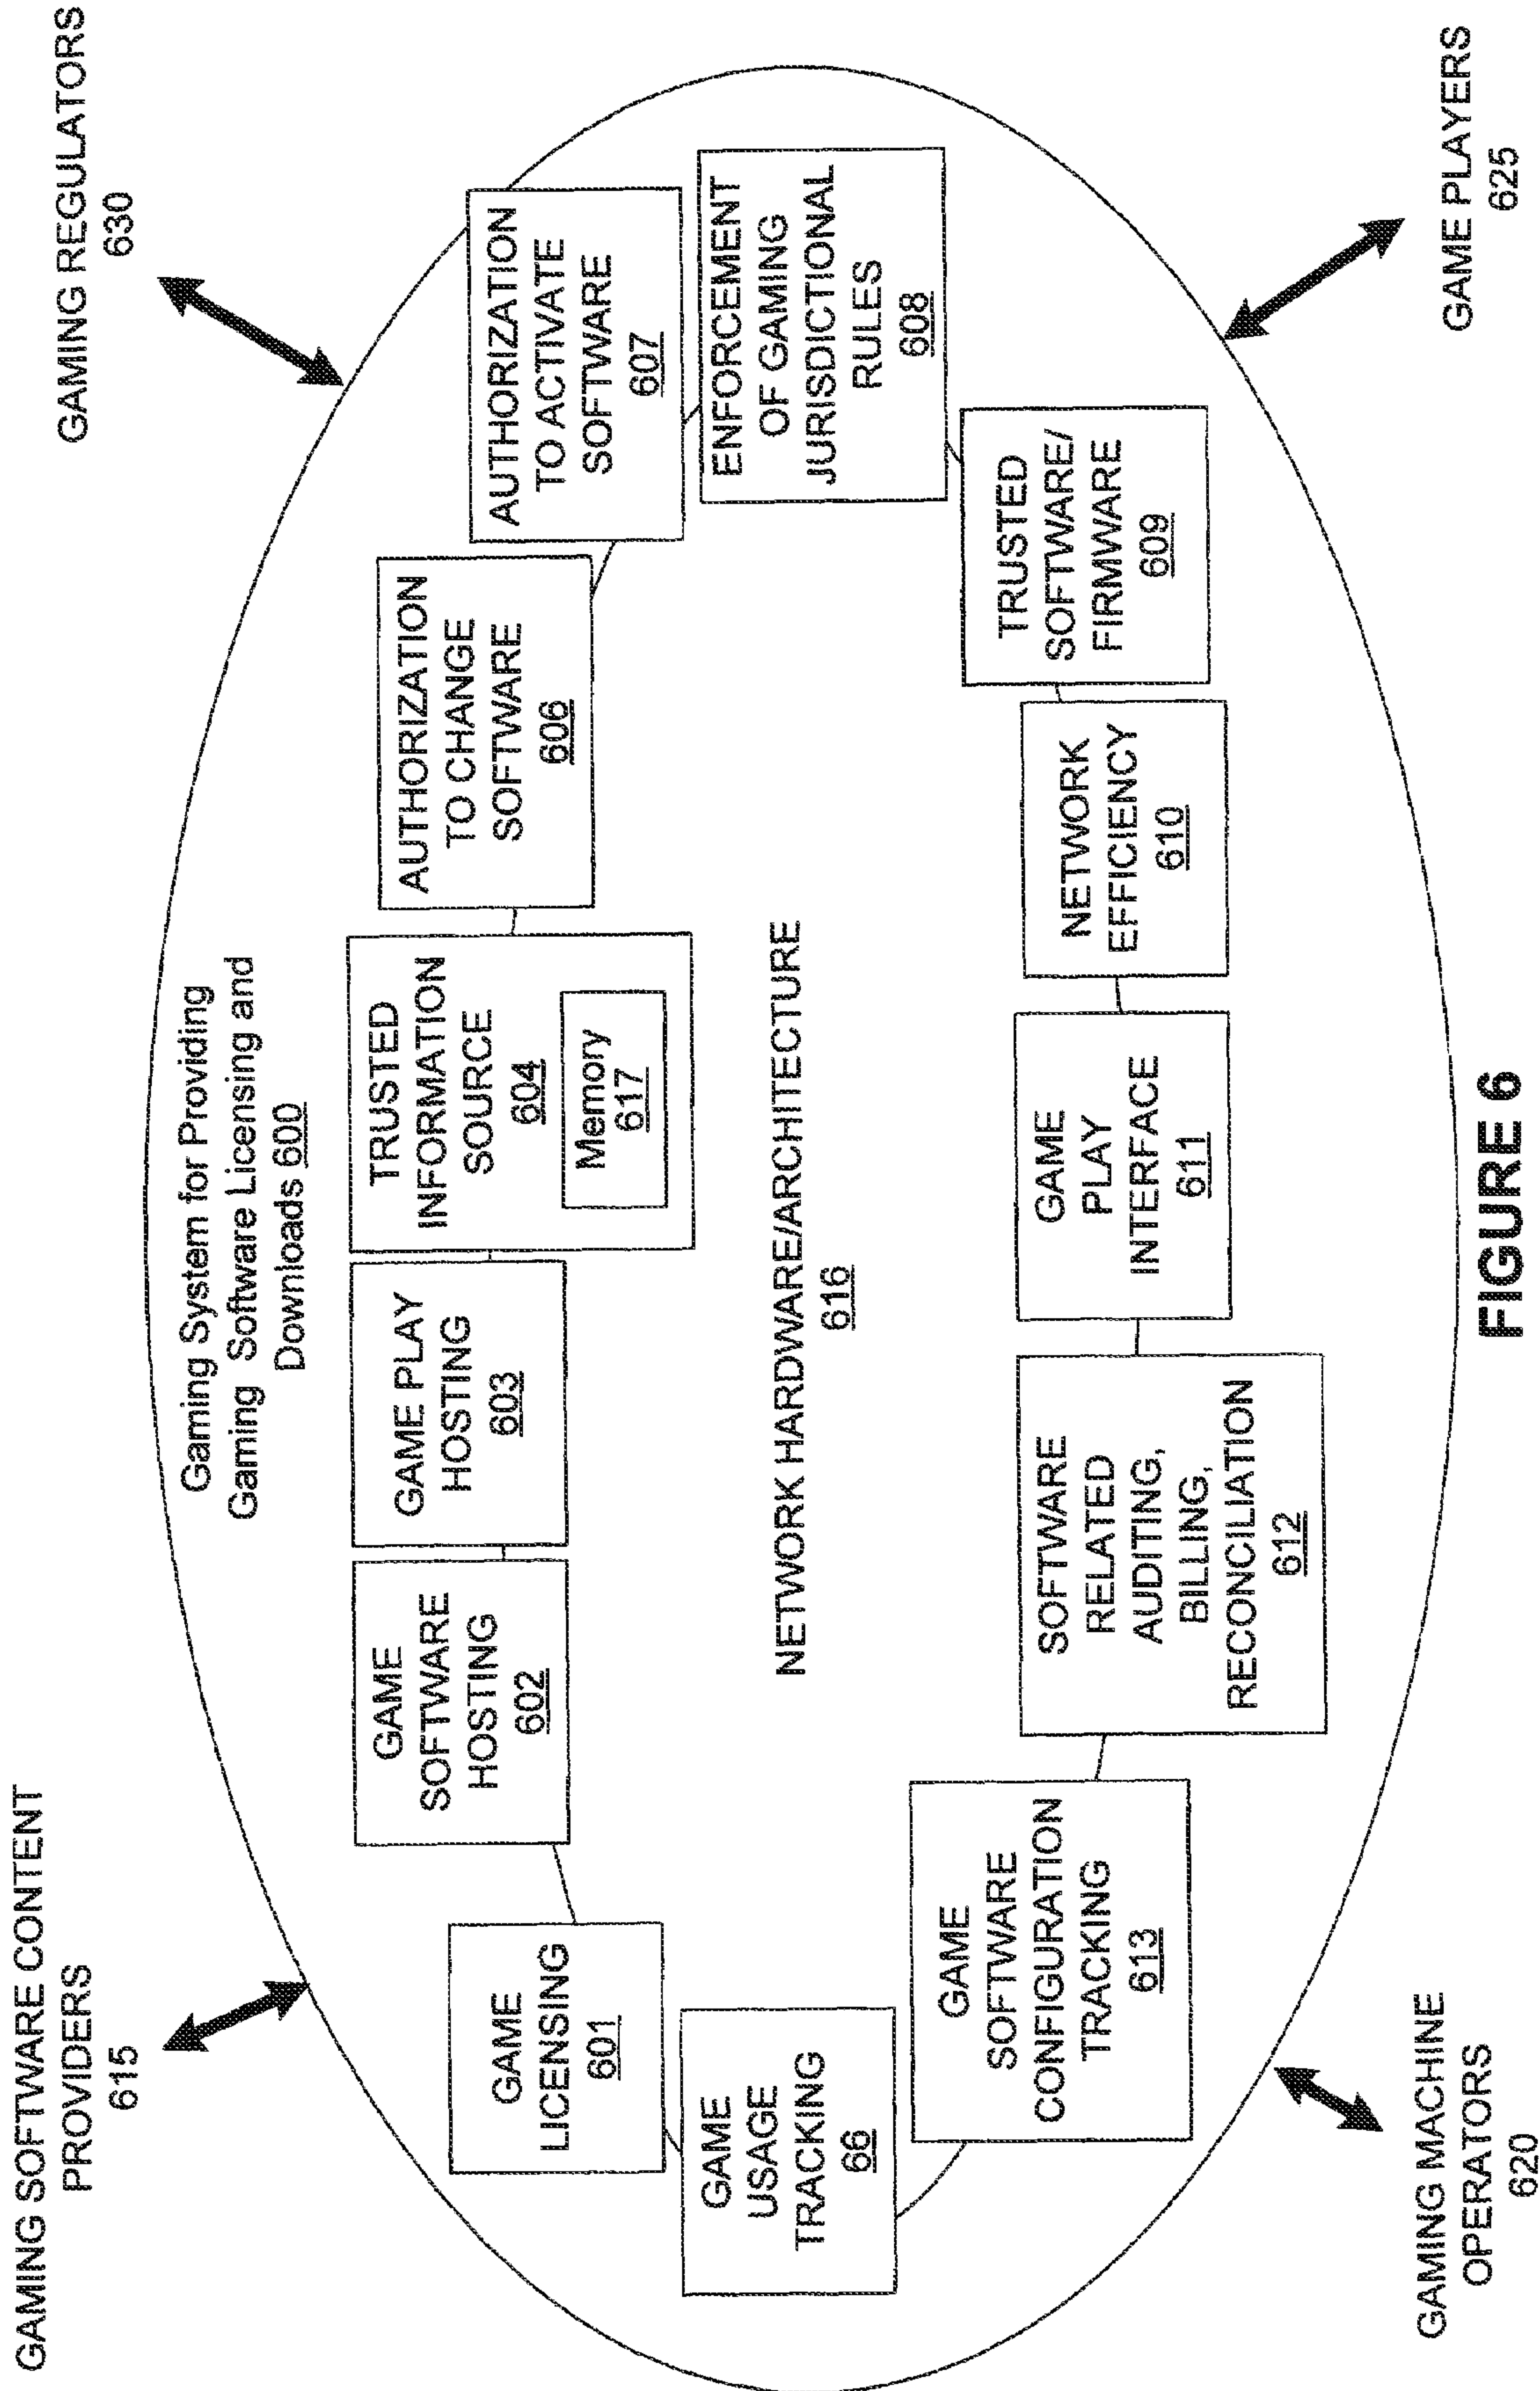 GAMING SOFTWARE CONTENT
PROVIDERS
615
GAMING REGULATORS
630
Gaming System for Providing
Gaming Software Licensing and
Downloads 600
GAME
LICENSING
601
GAME
SOFTWARE
HOSTING
602
GAME PLAY
HOSTING
603
TRUSTED
INFORMATION
SOURCE
604
Memory
617
AUTHORIZATION
TO CHANGE
SOFTWARE
606
AUTHORIZATION
TO ACTIVATE
SOFTWARE
607
ENFORCEMENT
OF GAMING
JURISDICTIONAL
RULES
608
NETWORK HARDWARE/ARCHITECTURE
616
GAME
USAGE
TRACKING
66
GAME
SOFTWARE
CONFIGURATION
TRACKING
613
SOFTWARE
RELATED
AUDITING,
BILLING,
RECONCILIATION
612
GAME
PLAY
INTERFACE
611
NETWORK
EFFICIENCY
610
TRUSTED
SOFTWARE/
FIRMWARE
609
GAMING MACHINE
OPERATORS
620
GAME PLAYERS
625
FIGURE 6